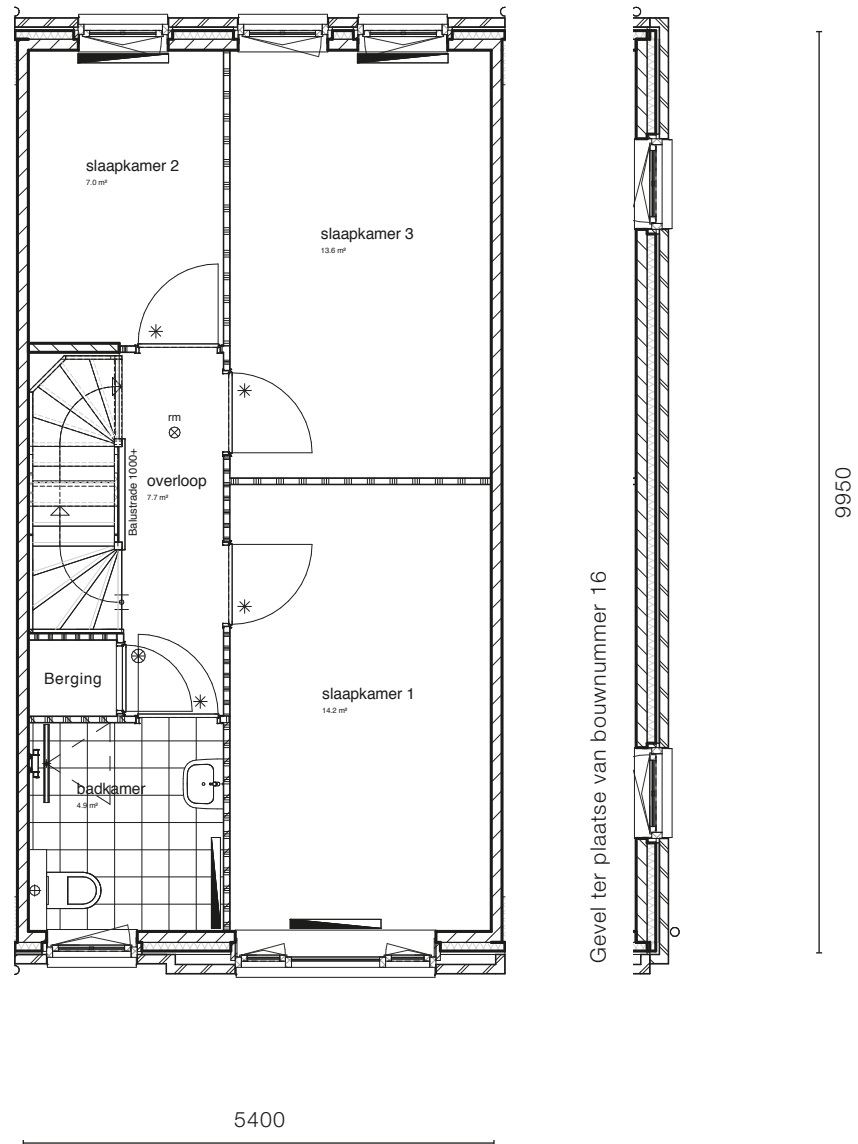 slaapkamer 2
7.0 m²
slaapkamer 3
13.6 m²
rm
overloop
7.7 m²
Balustrade 1000+
Berging
slaapkamer 1
14.2 m²
badkamer
4.9 m²
Gevel ter plaatse van bouwnummer 16
9950
5400